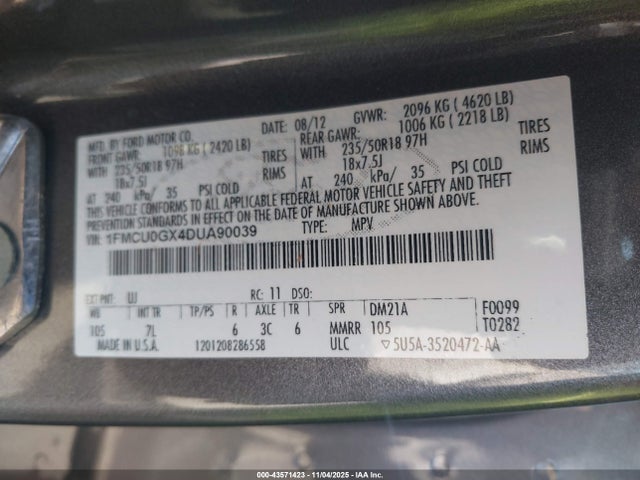 MFD. BY FORD MOTOR CO.
DATE: 08/12 GVWR: 2096 KG ( 4620 LB)
FRONT GAWR: 1098 KG ( 2420 LB) REAR GAWR: 1006 KG ( 2218 LB)
WITH 235/50R18 97H TIRES WITH 235/50R18 97H TIRES
18x7.5J RIMS 18x7.5J RIMS
AT 240 kPa/ 35 PSI COLD AT 240 kPa/ 35 PSI COLD
THIS VEHICLE CONFORMS TO ALL APPLICABLE FEDERAL MOTOR VEHICLE SAFETY AND THEFT
PREVENTION STANDARDS IN EFFECT ON THE DATE OF MANUFACTURE SHOWN ABOVE.
VIN: 1FMCU0GX4DUA90039 TYPE: MPV
EXT PNT: UJ RC: 11 DSO:
WB INT TR TP/PS R AXLE TR SPR DM21A F0099
105 7L 6 3C 6 MMRR 105 T0282
MADE IN U.S.A. 1201208286558 ULC 5U5A-3520472-AA
00-43571423 - 11/04/2025 - IAA Inc.